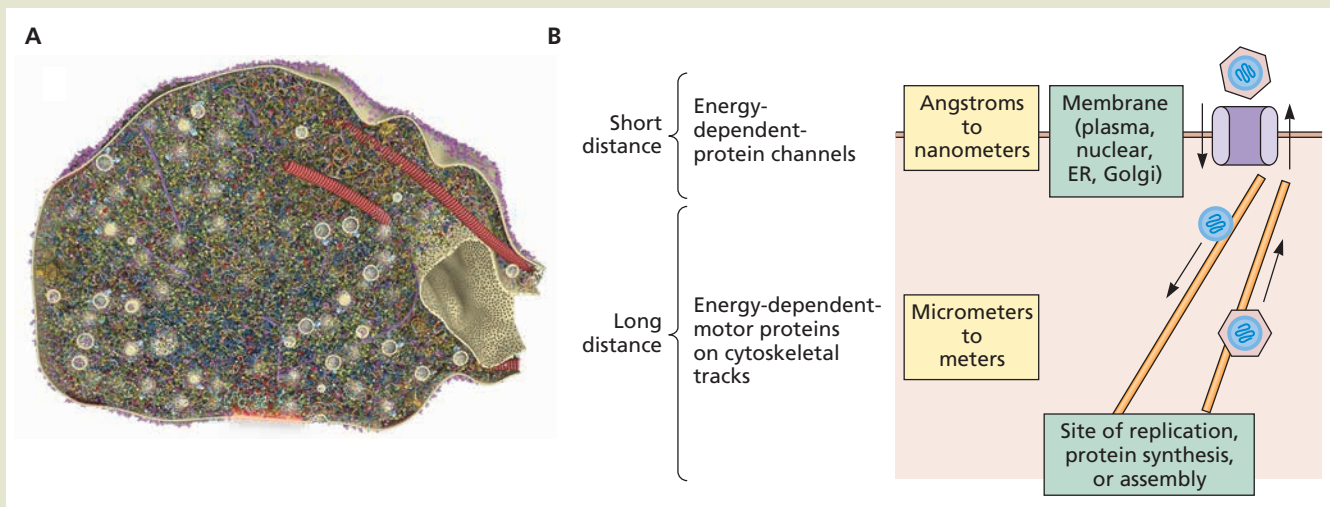 A
B
Short
distance
Energy-
dependent-
protein channels
Angstroms
to
nanometers
Membrane
(plasma,
nuclear,
ER, Golgi)
Long
distance
Energy-dependent-
motor proteins
on cytoskeletal
tracks
Micrometers
to
meters
Site of replication,
protein synthesis,
or assembly